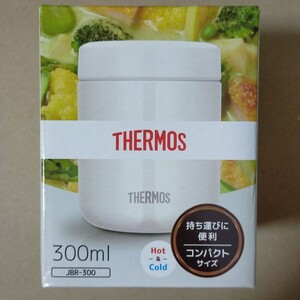 THERMOS
THERMOS
300ml
JBR-300
Hot
-&-
Cold
持ち運びに
便利
コンパクト
サイズ